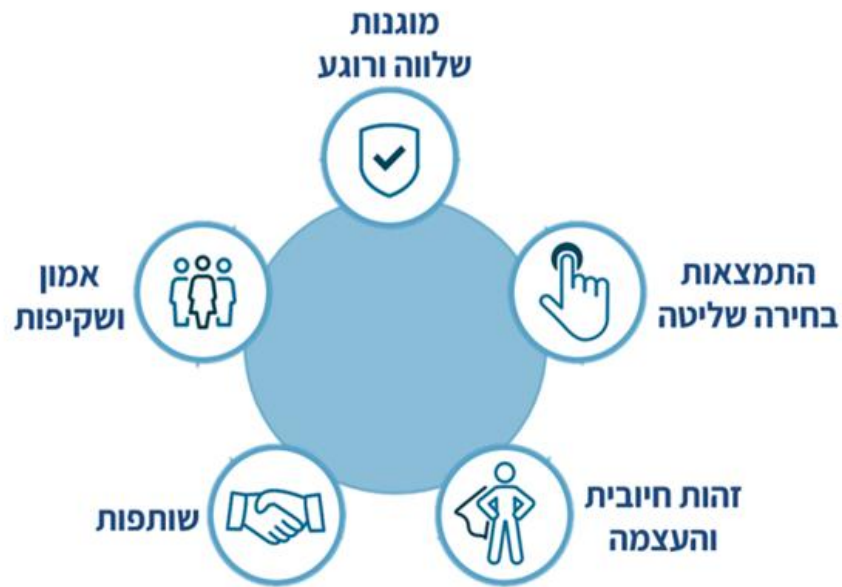 מוגנות
שלווה ורוגע
התמצאות
בחירה שליטה
זהות חיובית
והעצמה
שותפות
אמון
ושקיפות